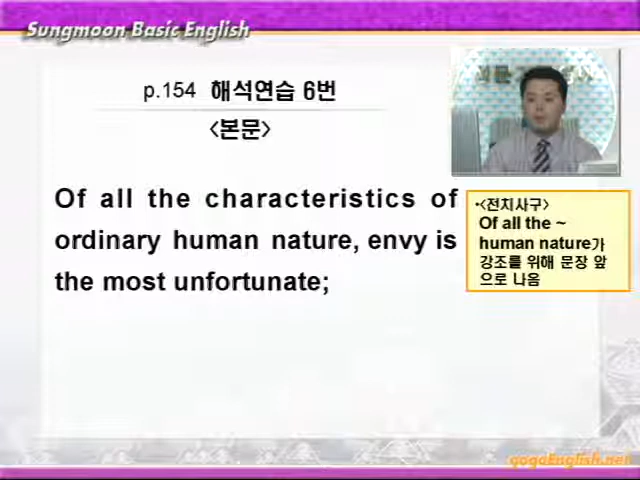 Sungmoon Basic English
p.154 해석연습 6번
<본문>
Of all the characteristics of
ordinary human nature, envy is
the most unfortunate;
•<전치사구>
Of all the ~
human nature가
강조를 위해 문장 앞
으로 나옴
gogoEnglish.net